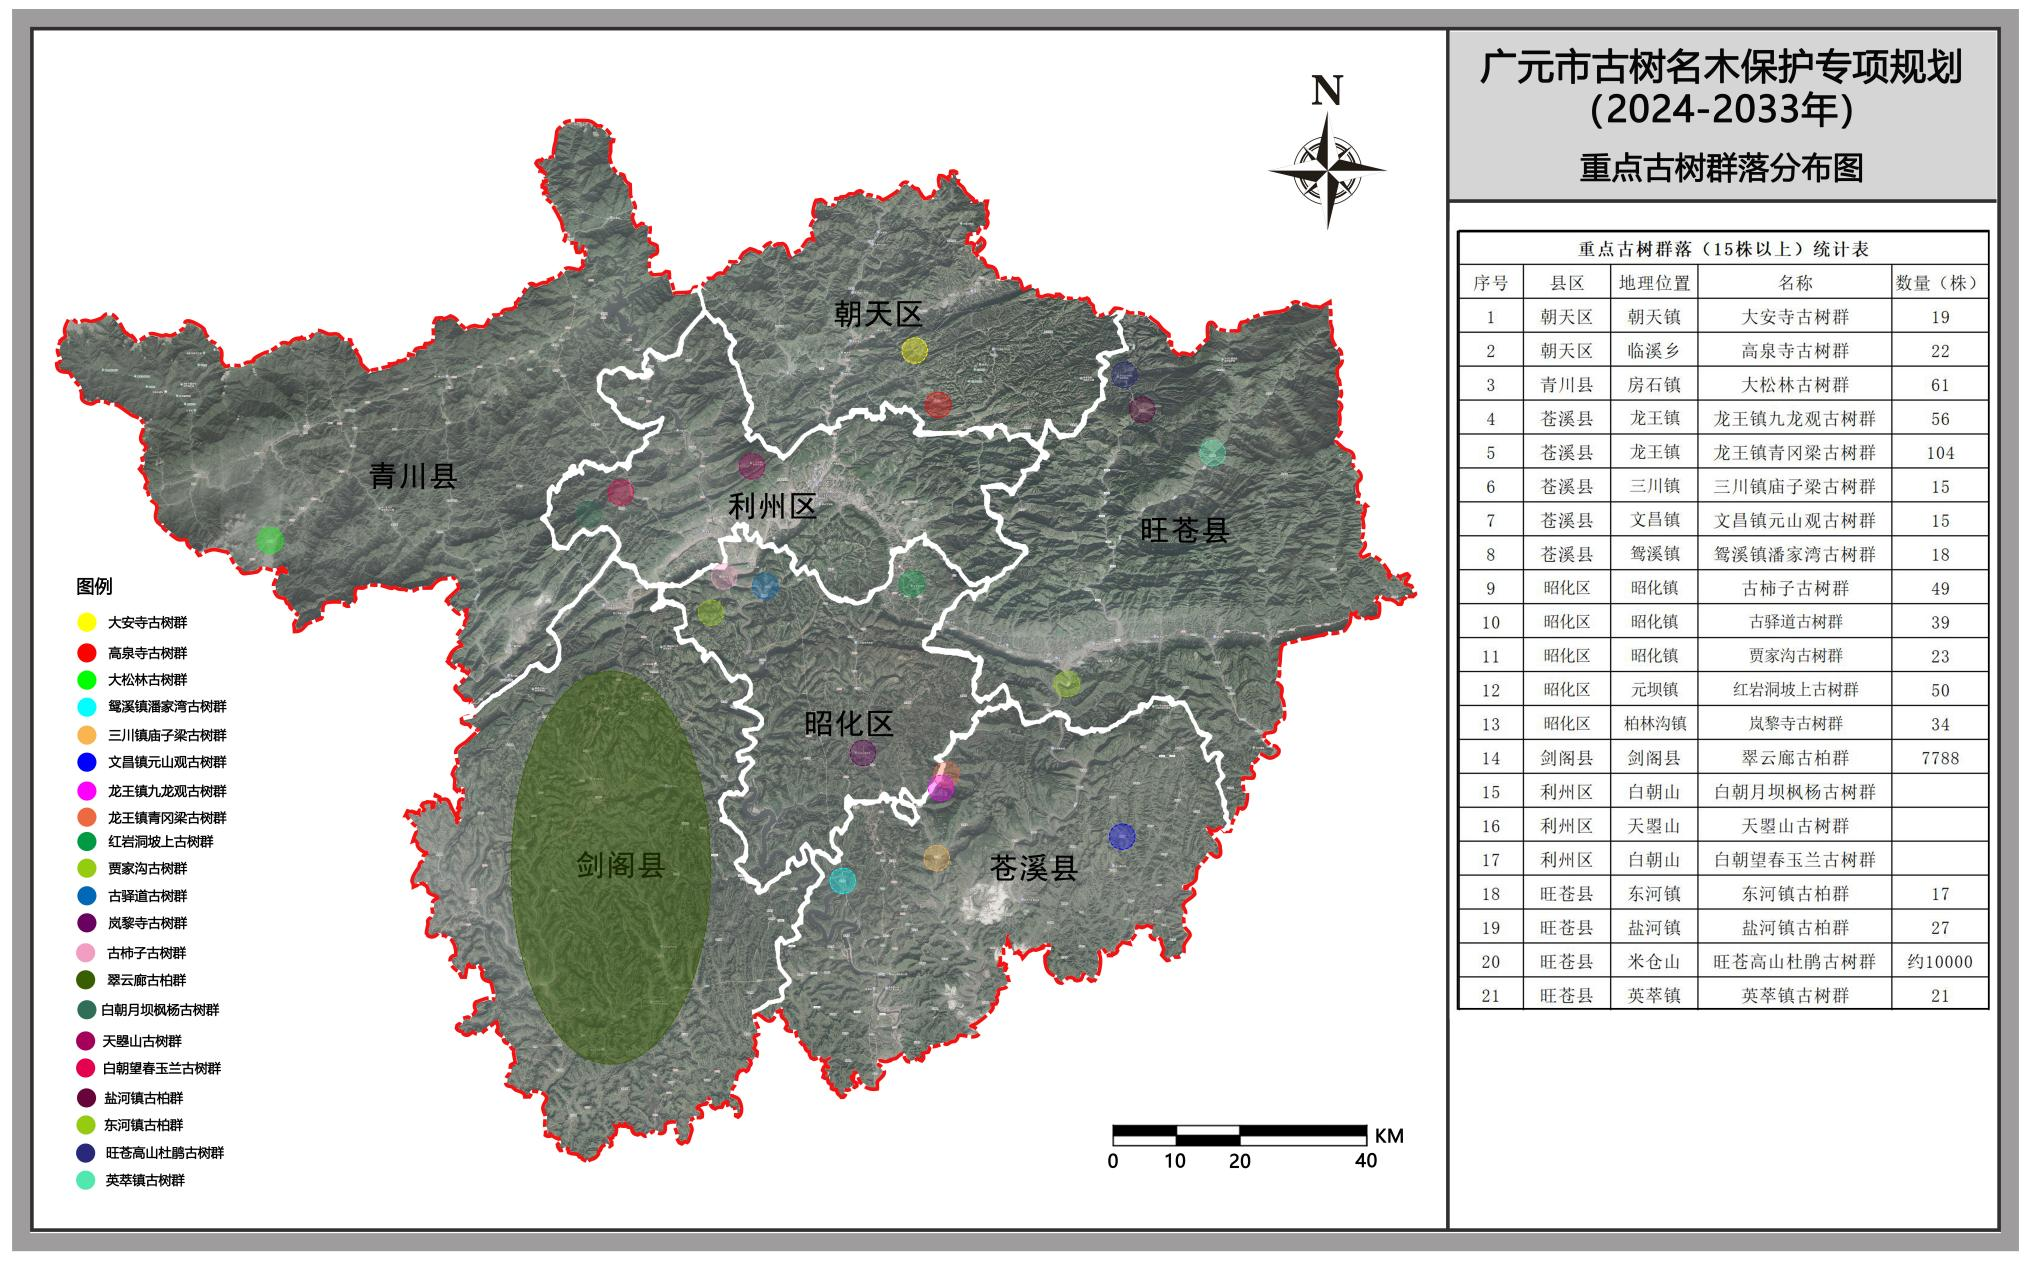 广元市古树名木保护专项规划
（2024-2033年）
重点古树群落分布图
N
朝天区
青川县
利州区
旺苍县
昭化区
剑阁县
苍溪县
图例
大安寺古树群
高泉寺古树群
大松林古树群
鸳溪镇潘家湾古树群
三川镇庙子梁古树群
文昌镇元山观古树群
龙王镇九龙观古树群
龙王镇青冈梁古树群
红岩洞坡上古树群
贾家沟古树群
古驿道古树群
岚黎寺古树群
古柿子古树群
翠云廊古柏群
白朝月坝枫杨古树群
天曌山古树群
白朝望春玉兰古树群
盐河镇古柏群
东河镇古柏群
旺苍高山杜鹃古树群
英萃镇古树群
KM
0 10 20 40
重点古树群落（15株以上）统计表
序号 县区 地理位置 名称 数量（株）
1 朝天区 朝天镇 大安寺古树群 19
2 朝天区 临溪乡 高泉寺古树群 22
3 青川县 房石镇 大松林古树群 61
4 苍溪县 龙王镇 龙王镇九龙观古树群 56
5 苍溪县 龙王镇 龙王镇青冈梁古树群 104
6 苍溪县 三川镇 三川镇庙子梁古树群 15
7 苍溪县 文昌镇 文昌镇元山观古树群 15
8 苍溪县 鸳溪镇 鸳溪镇潘家湾古树群 18
9 昭化区 昭化镇 古柿子古树群 49
10 昭化区 昭化镇 古驿道古树群 39
11 昭化区 昭化镇 贾家沟古树群 23
12 昭化区 元坝镇 红岩洞坡上古树群 50
13 昭化区 柏林沟镇 岚黎寺古树群 34
14 剑阁县 剑阁县 翠云廊古柏群 7788
15 利州区 白朝山 白朝月坝枫杨古树群
16 利州区 天曌山 天曌山古树群
17 利州区 白朝山 白朝望春玉兰古树群
18 旺苍县 东河镇 东河镇古柏群 17
19 旺苍县 盐河镇 盐河镇古柏群 27
20 旺苍县 米仓山 旺苍高山杜鹃古树群 约10000
21 旺苍县 英萃镇 英萃镇古树群 21